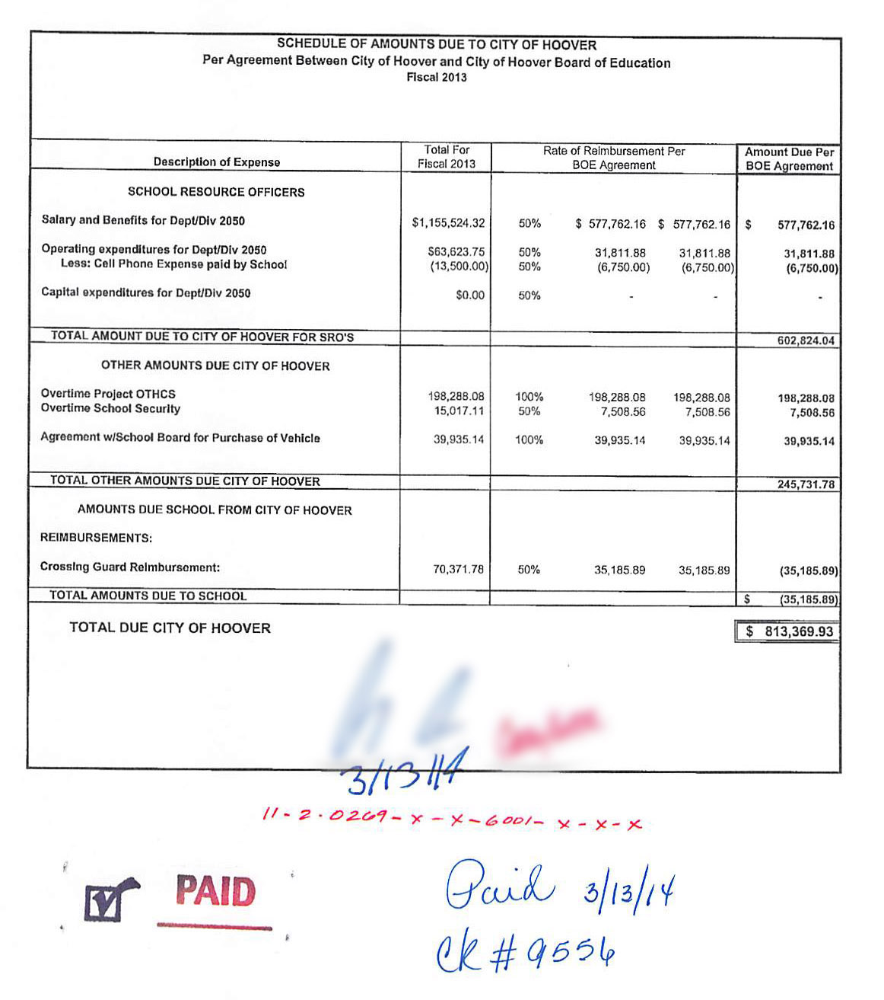 SCHEDULE OF AMOUNTS DUE TO CITY OF HOOVER
Per Agreement Between City of Hoover and City of Hoover Board of Education
Fiscal 2013
Description of Expense
Total For
Fiscal 2013
Rate of Reimbursement Per
BOE Agreement
Amount Due Per
BOE Agreement
SCHOOL RESOURCE OFFICERS
Salary and Benefits for Dept/Div 2050 $1,155,524.32 50% $ 577,762.16 $ 577,762.16 $ 577,762.16
Operating expenditures for Dept/Div 2050 $63,623.75 50% 31,811.88 31,811.88 31,811.88
Less: Cell Phone Expense paid by School (13,500.00) 50% (6,750.00) (6,750.00) (6,750.00)
Capital expenditures for Dept/Div 2050 $0.00 50% - - -
TOTAL AMOUNT DUE TO CITY OF HOOVER FOR SRO'S 602,824.04
OTHER AMOUNTS DUE CITY OF HOOVER
Overtime Project OTHCS 198,288.08 100% 198,288.08 198,288.08 198,288.08
Overtime School Security 15,017.11 50% 7,508.56 7,508.56 7,508.56
Agreement w/School Board for Purchase of Vehicle 39,935.14 100% 39,935.14 39,935.14 39,935.14
TOTAL OTHER AMOUNTS DUE CITY OF HOOVER 245,731.78
AMOUNTS DUE SCHOOL FROM CITY OF HOOVER
REIMBURSEMENTS:
Crossing Guard Reimbursement: 70,371.78 50% 35,185.89 35,185.89 (35,185.89)
TOTAL AMOUNTS DUE TO SCHOOL $ (35,185.89)
TOTAL DUE CITY OF HOOVER $ 813,369.93
3/13/14
11-2.0269-x-x-6001-x-x-x
PAID
Paid 3/13/14
CK # 9556